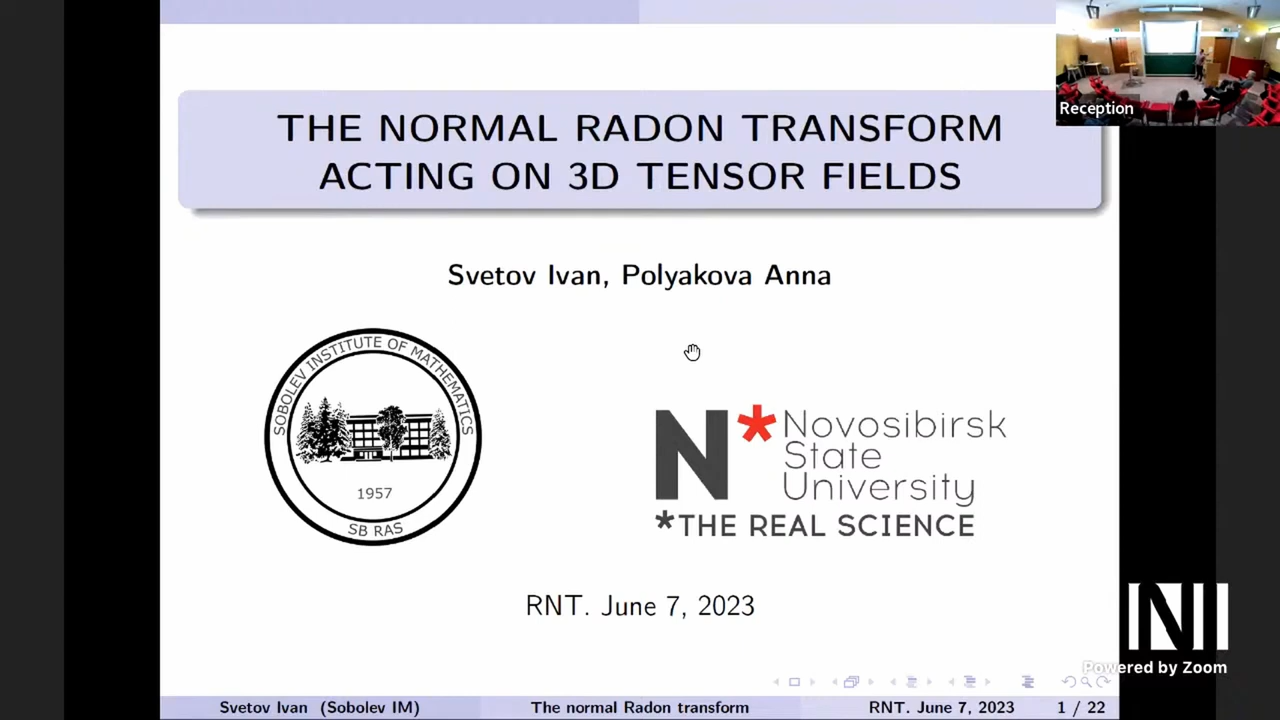 THE NORMAL RADON TRANSFORM
ACTING ON 3D TENSOR FIELDS
Reception
Svetov Ivan, Polyakova Anna
SOBOLEV INSTITUTE OF MATHEMATICS
1957
SB RAS
N*Novosibirsk
State
University
*THE REAL SCIENCE
RNT. June 7, 2023
NI
Powered by Zoom
Svetov Ivan (Sobolev IM)
The normal Radon transform
RNT. June 7, 2023
1 / 22